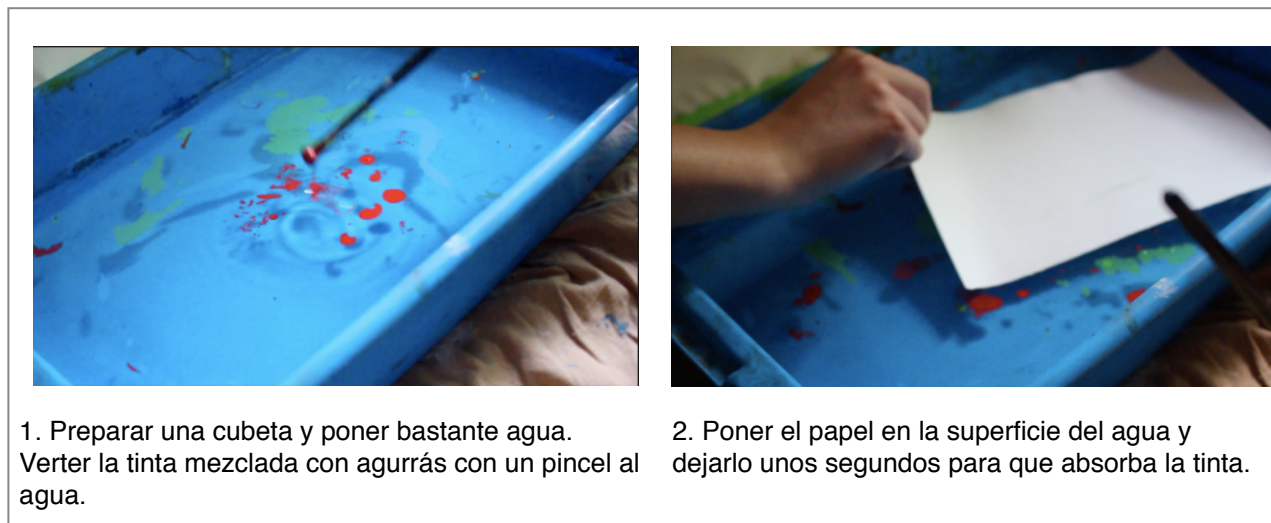 1. Preparar una cubeta y poner bastante agua.
Verter la tinta mezclada con agurrás con un pincel al
agua.
2. Poner el papel en la superficie del agua y
dejarlo unos segundos para que absorba la tinta.